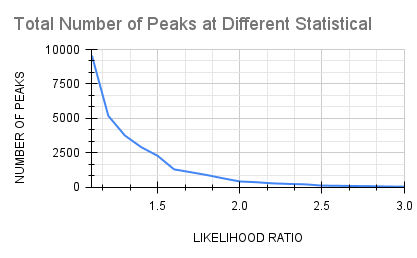 Total Number of Peaks at Different Statistical
10000
7500
5000
2500
0
NUMBER OF PEAKS
1.5 2.0 2.5 3.0
LIKELIHOOD RATIO